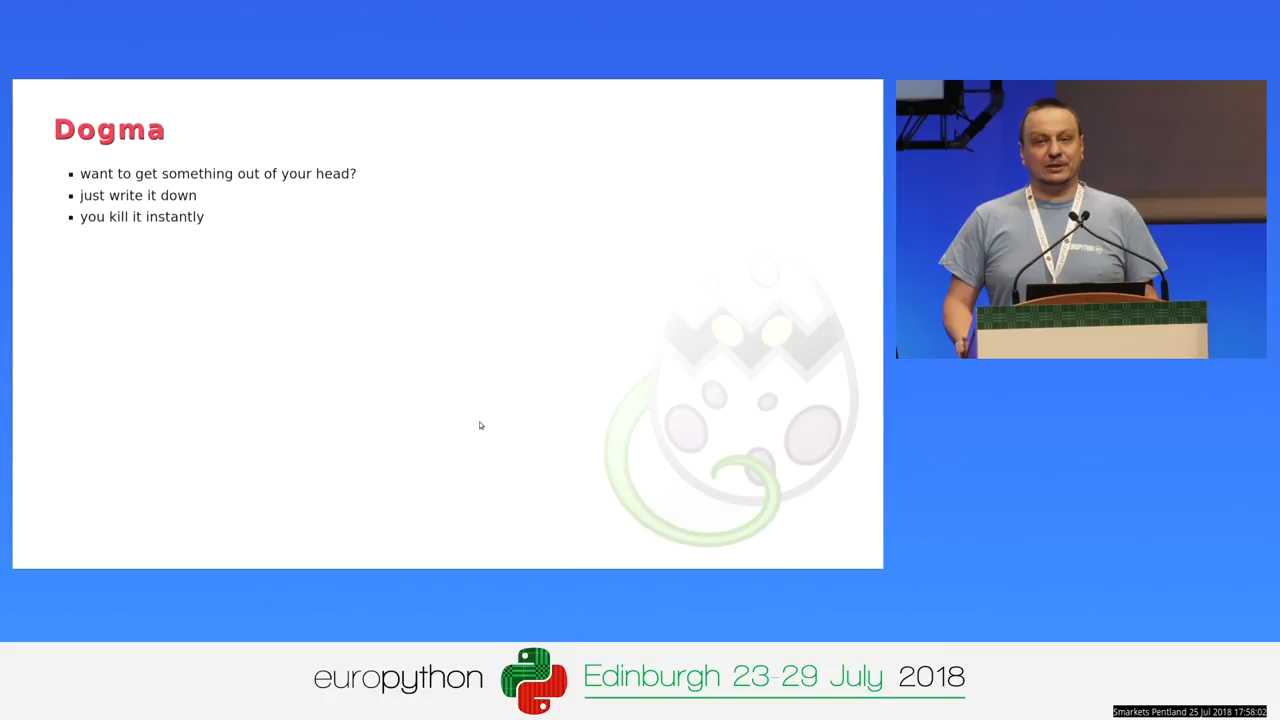 Dogma
want to get something out of your head?
just write it down
you kill it instantly
europython
Edinburgh 23-29 July 2018
Smarkets Pentland 25 Jul 2018 17:58:02